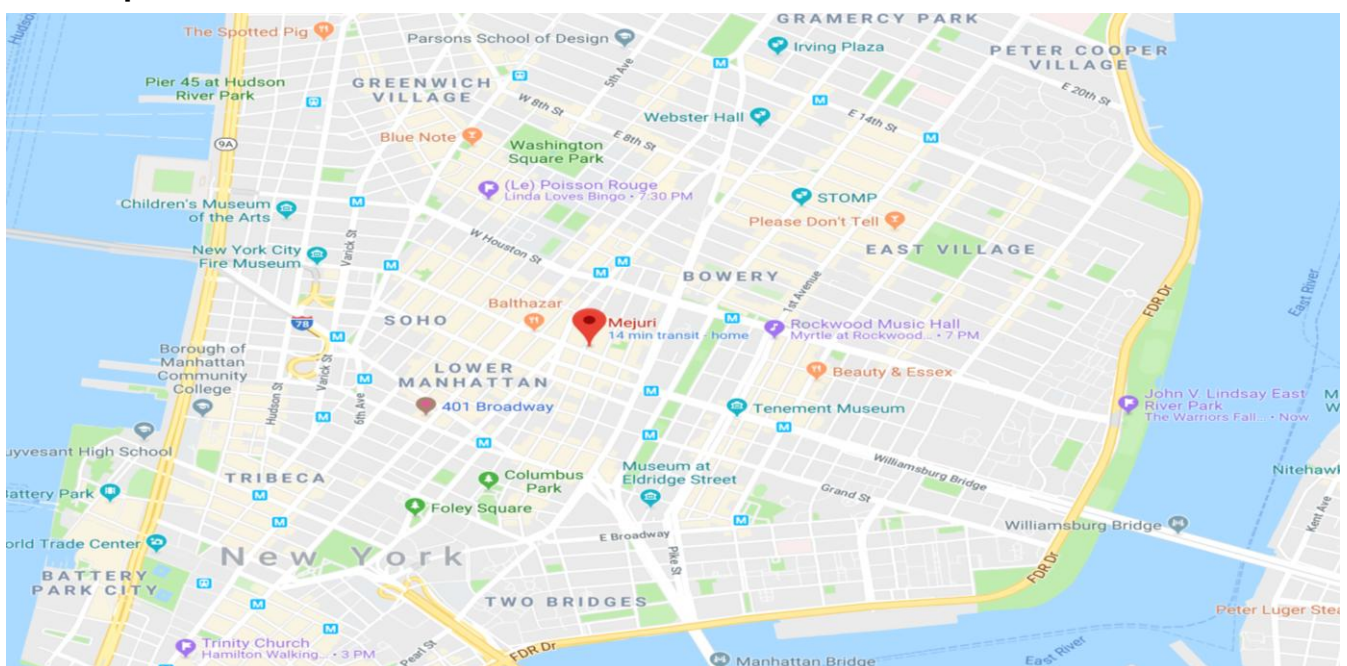 GRAMERCY PARK
The Spotted Pig
Parsons School of Design
Irving Plaza
PETER COOPER
VILLAGE
Hudson
5th Ave
Pier 45 at Hudson
River Park
GREENWICH
VILLAGE
E 20th St
W 8th St
Webster Hall
E 14th St
Blue Note
E 8th St
Washington
Square Park
9A
(Le) Poisson Rouge
Linda Loves Bingo • 7:30 PM
STOMP
Children's Museum
of the Arts
Please Don't Tell
New York City
Fire Museum
Varick St
W Houston St
EAST VILLAGE
BOWERY
1st Avenue
East River
FDR Dr
Balthazar
SOHO
78
Mejuri
14 min transit - home
Rockwood Music Hall
Myrtle at Rockwood... • 7 PM
Borough of
Manhattan
Community
College
Varick St
Hudson St
6th Ave
LOWER
MANHATTAN
Beauty & Essex
401 Broadway
Tenement Museum
John V. Lindsay East
River Park
The Warriors Fall... • Now
M
W
uyvesant High School
TRIBECA
Columbus
Park
Museum at
Eldridge Street
Williamsburg Bridge
Nitehawk
Battery Park
Foley Square
Grand St
Kent Ave
orld Trade Center
New York
E Broadway
Pike St
Williamsburg Bridge
BATTERY
PARK CITY
TWO BRIDGES
FDR Dr
Peter Luger Stea
Trinity Church
Hamilton Walking... • 3 PM
Pearl St
FDR Dr
Manhattan Bridge
East River